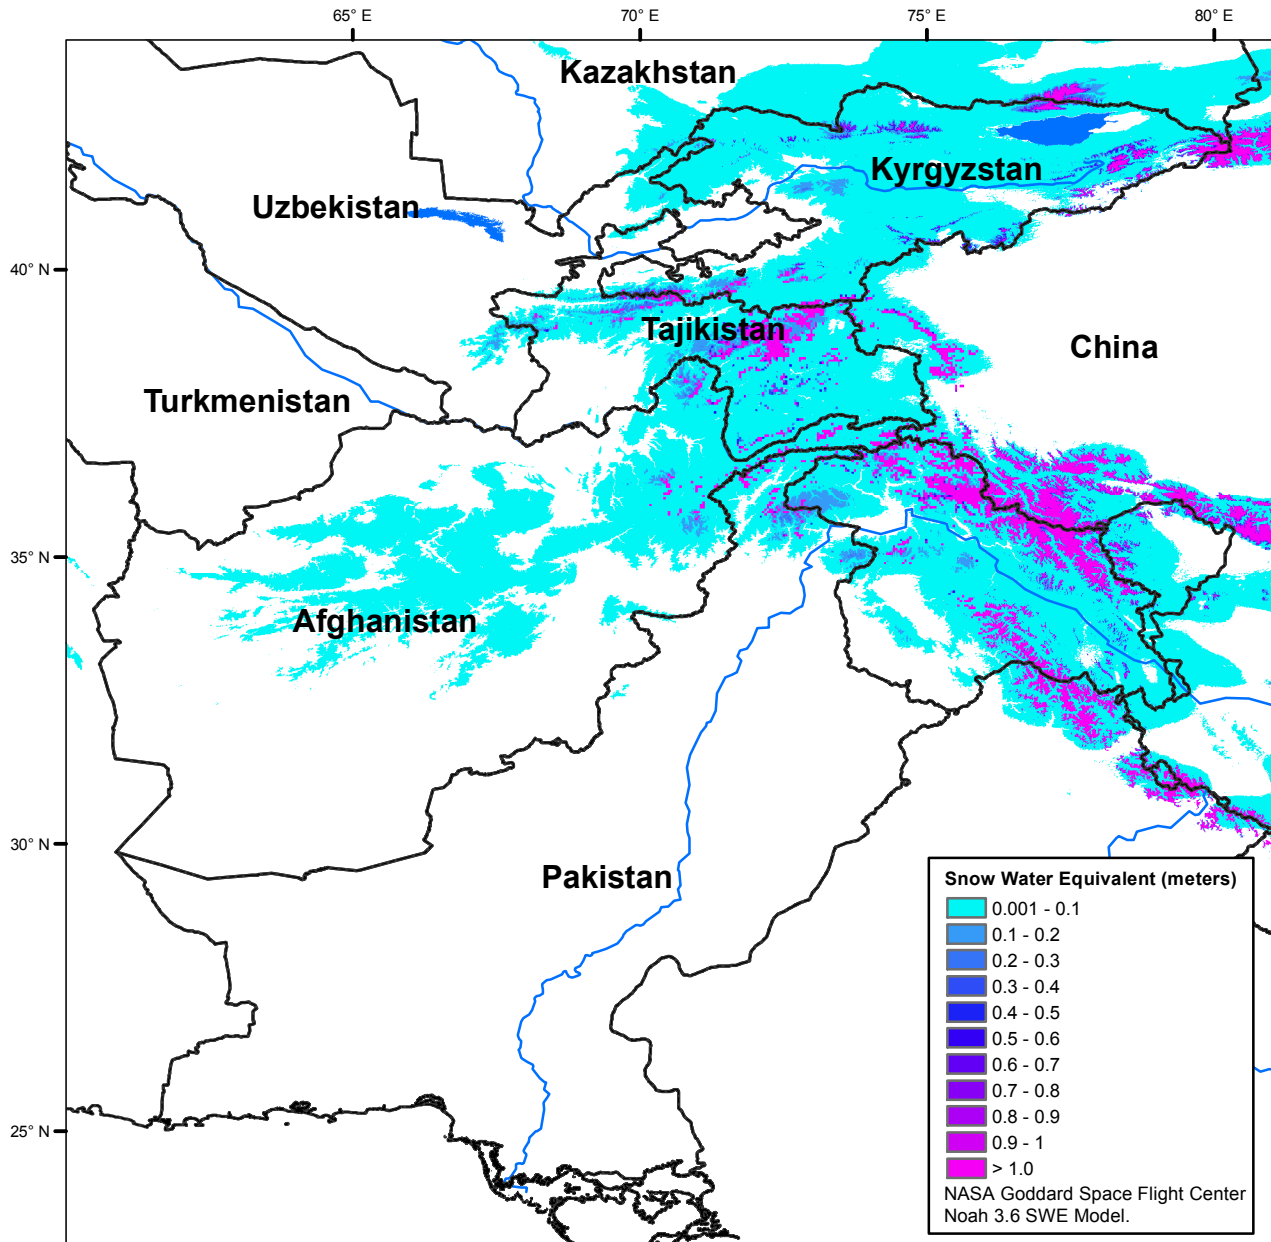 65° E
70° E
75° E
80° E
Kazakhstan
Kyrgyzstan
Uzbekistan
40° N
Tajikistan
China
Turkmenistan
35° N
Afghanistan
30° N
Pakistan
25° N
Snow Water Equivalent (meters)
0.001 - 0.1
0.1 - 0.2
0.2 - 0.3
0.3 - 0.4
0.4 - 0.5
0.5 - 0.6
0.6 - 0.7
0.7 - 0.8
0.8 - 0.9
0.9 - 1
> 1.0
NASA Goddard Space Flight Center
Noah 3.6 SWE Model.